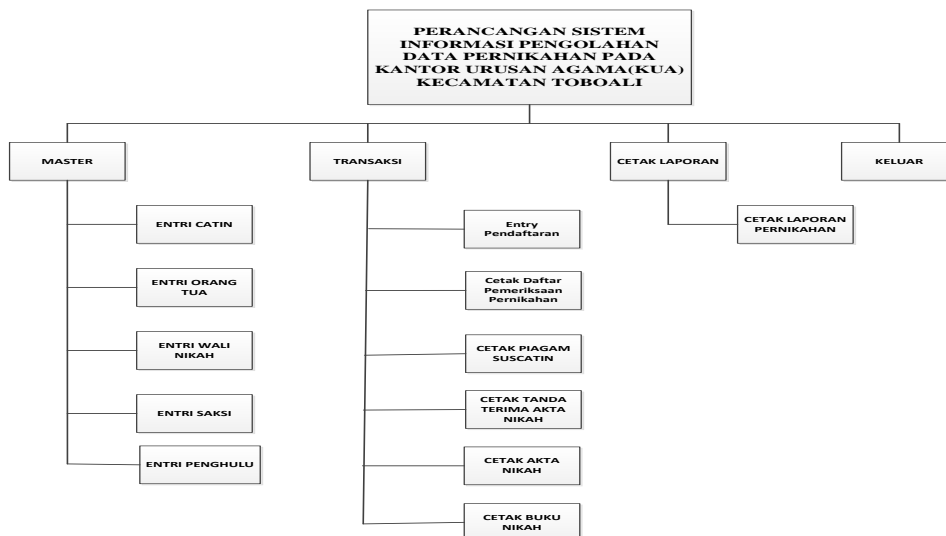 PERANCANGAN SISTEM
INFORMASI PENGOLAHAN
DATA PERNIKAHAN PADA
KANTOR URUSAN AGAMA(KUA)
KECAMATAN TOBOALI
MASTER
TRANSAKSI
CETAK LAPORAN
KELUAR
ENTRI CATIN
ENTRI ORANG
TUA
ENTRI WALI
NIKAH
ENTRI SAKSI
ENTRI PENGHULU
Entry
Pendaftaran
Cetak Daftar
Pemeriksaan
Pernikahan
CETAK PIAGAM
SUSCATIN
CETAK TANDA
TERIMA AKTA
NIKAH
CETAK AKTA
NIKAH
CETAK BUKU
NIKAH
CETAK LAPORAN
PERNIKAHAN